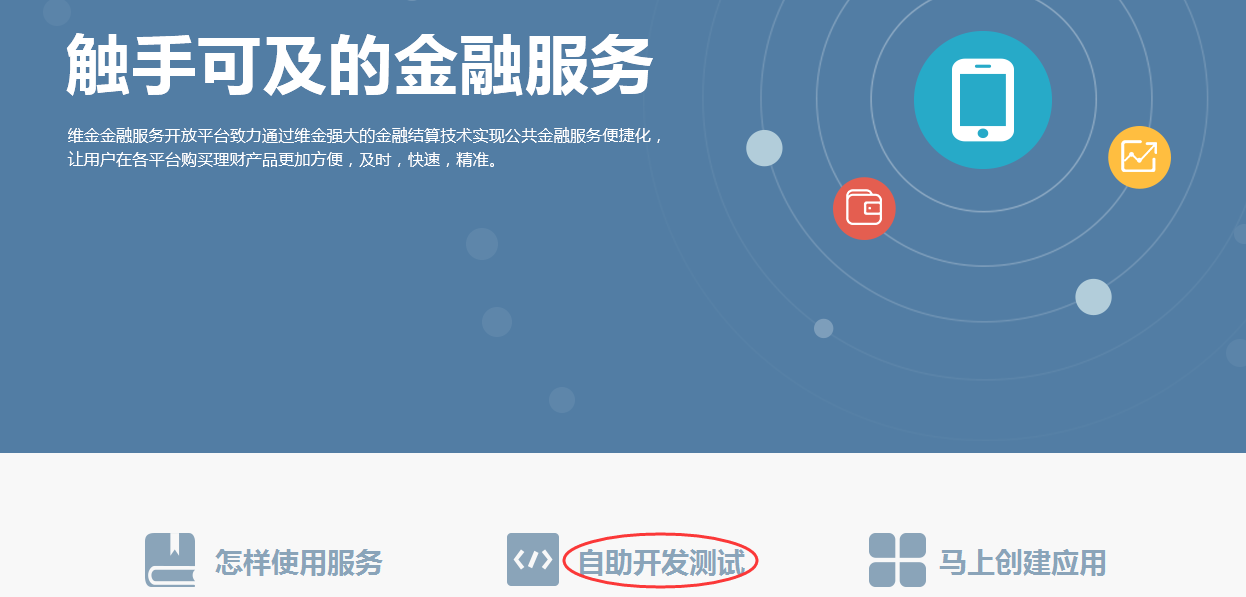 触手可及的金融服务
维金金融服务开放平台致力通过维金强大的金融结算技术实现公共金融服务便捷化，
让用户在各平台购买理财产品更加方便，及时，快速，精准。
怎样使用服务
自助开发测试
马上创建应用